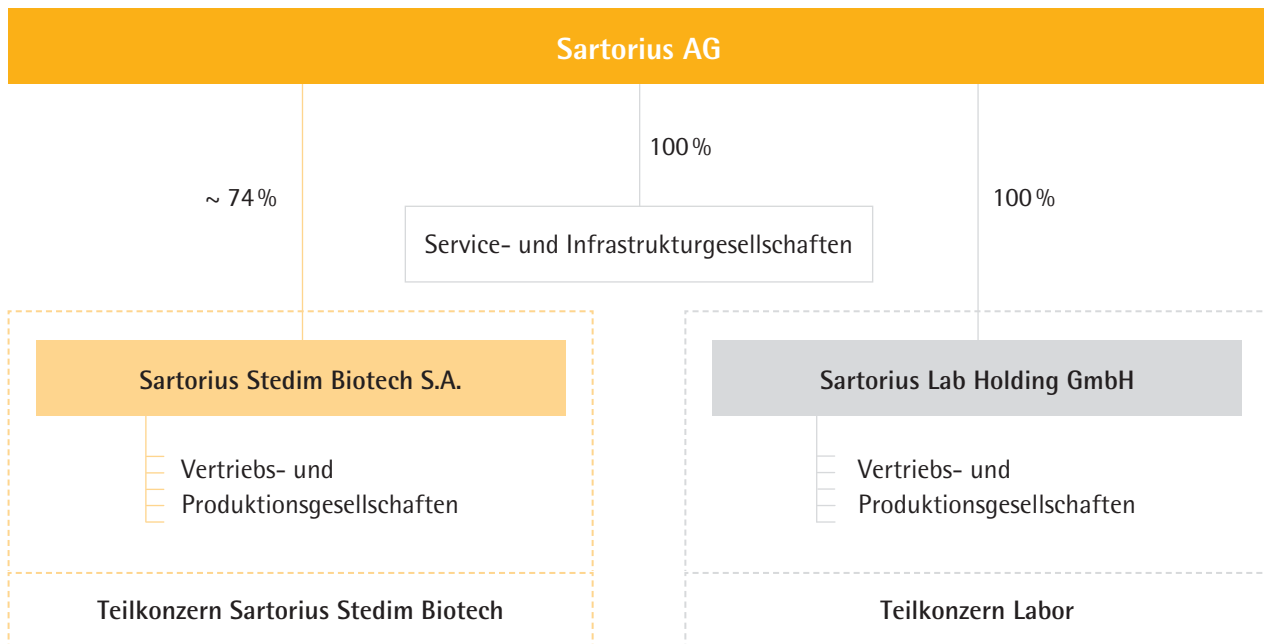 Sartorius AG
100 %
~ 74 %
100 %
Service- und Infrastrukturgesellschaften
Sartorius Stedim Biotech S.A.
Sartorius Lab Holding GmbH
Vertriebs- und
Produktionsgesellschaften
Vertriebs- und
Produktionsgesellschaften
Teilkonzern Sartorius Stedim Biotech
Teilkonzern Labor